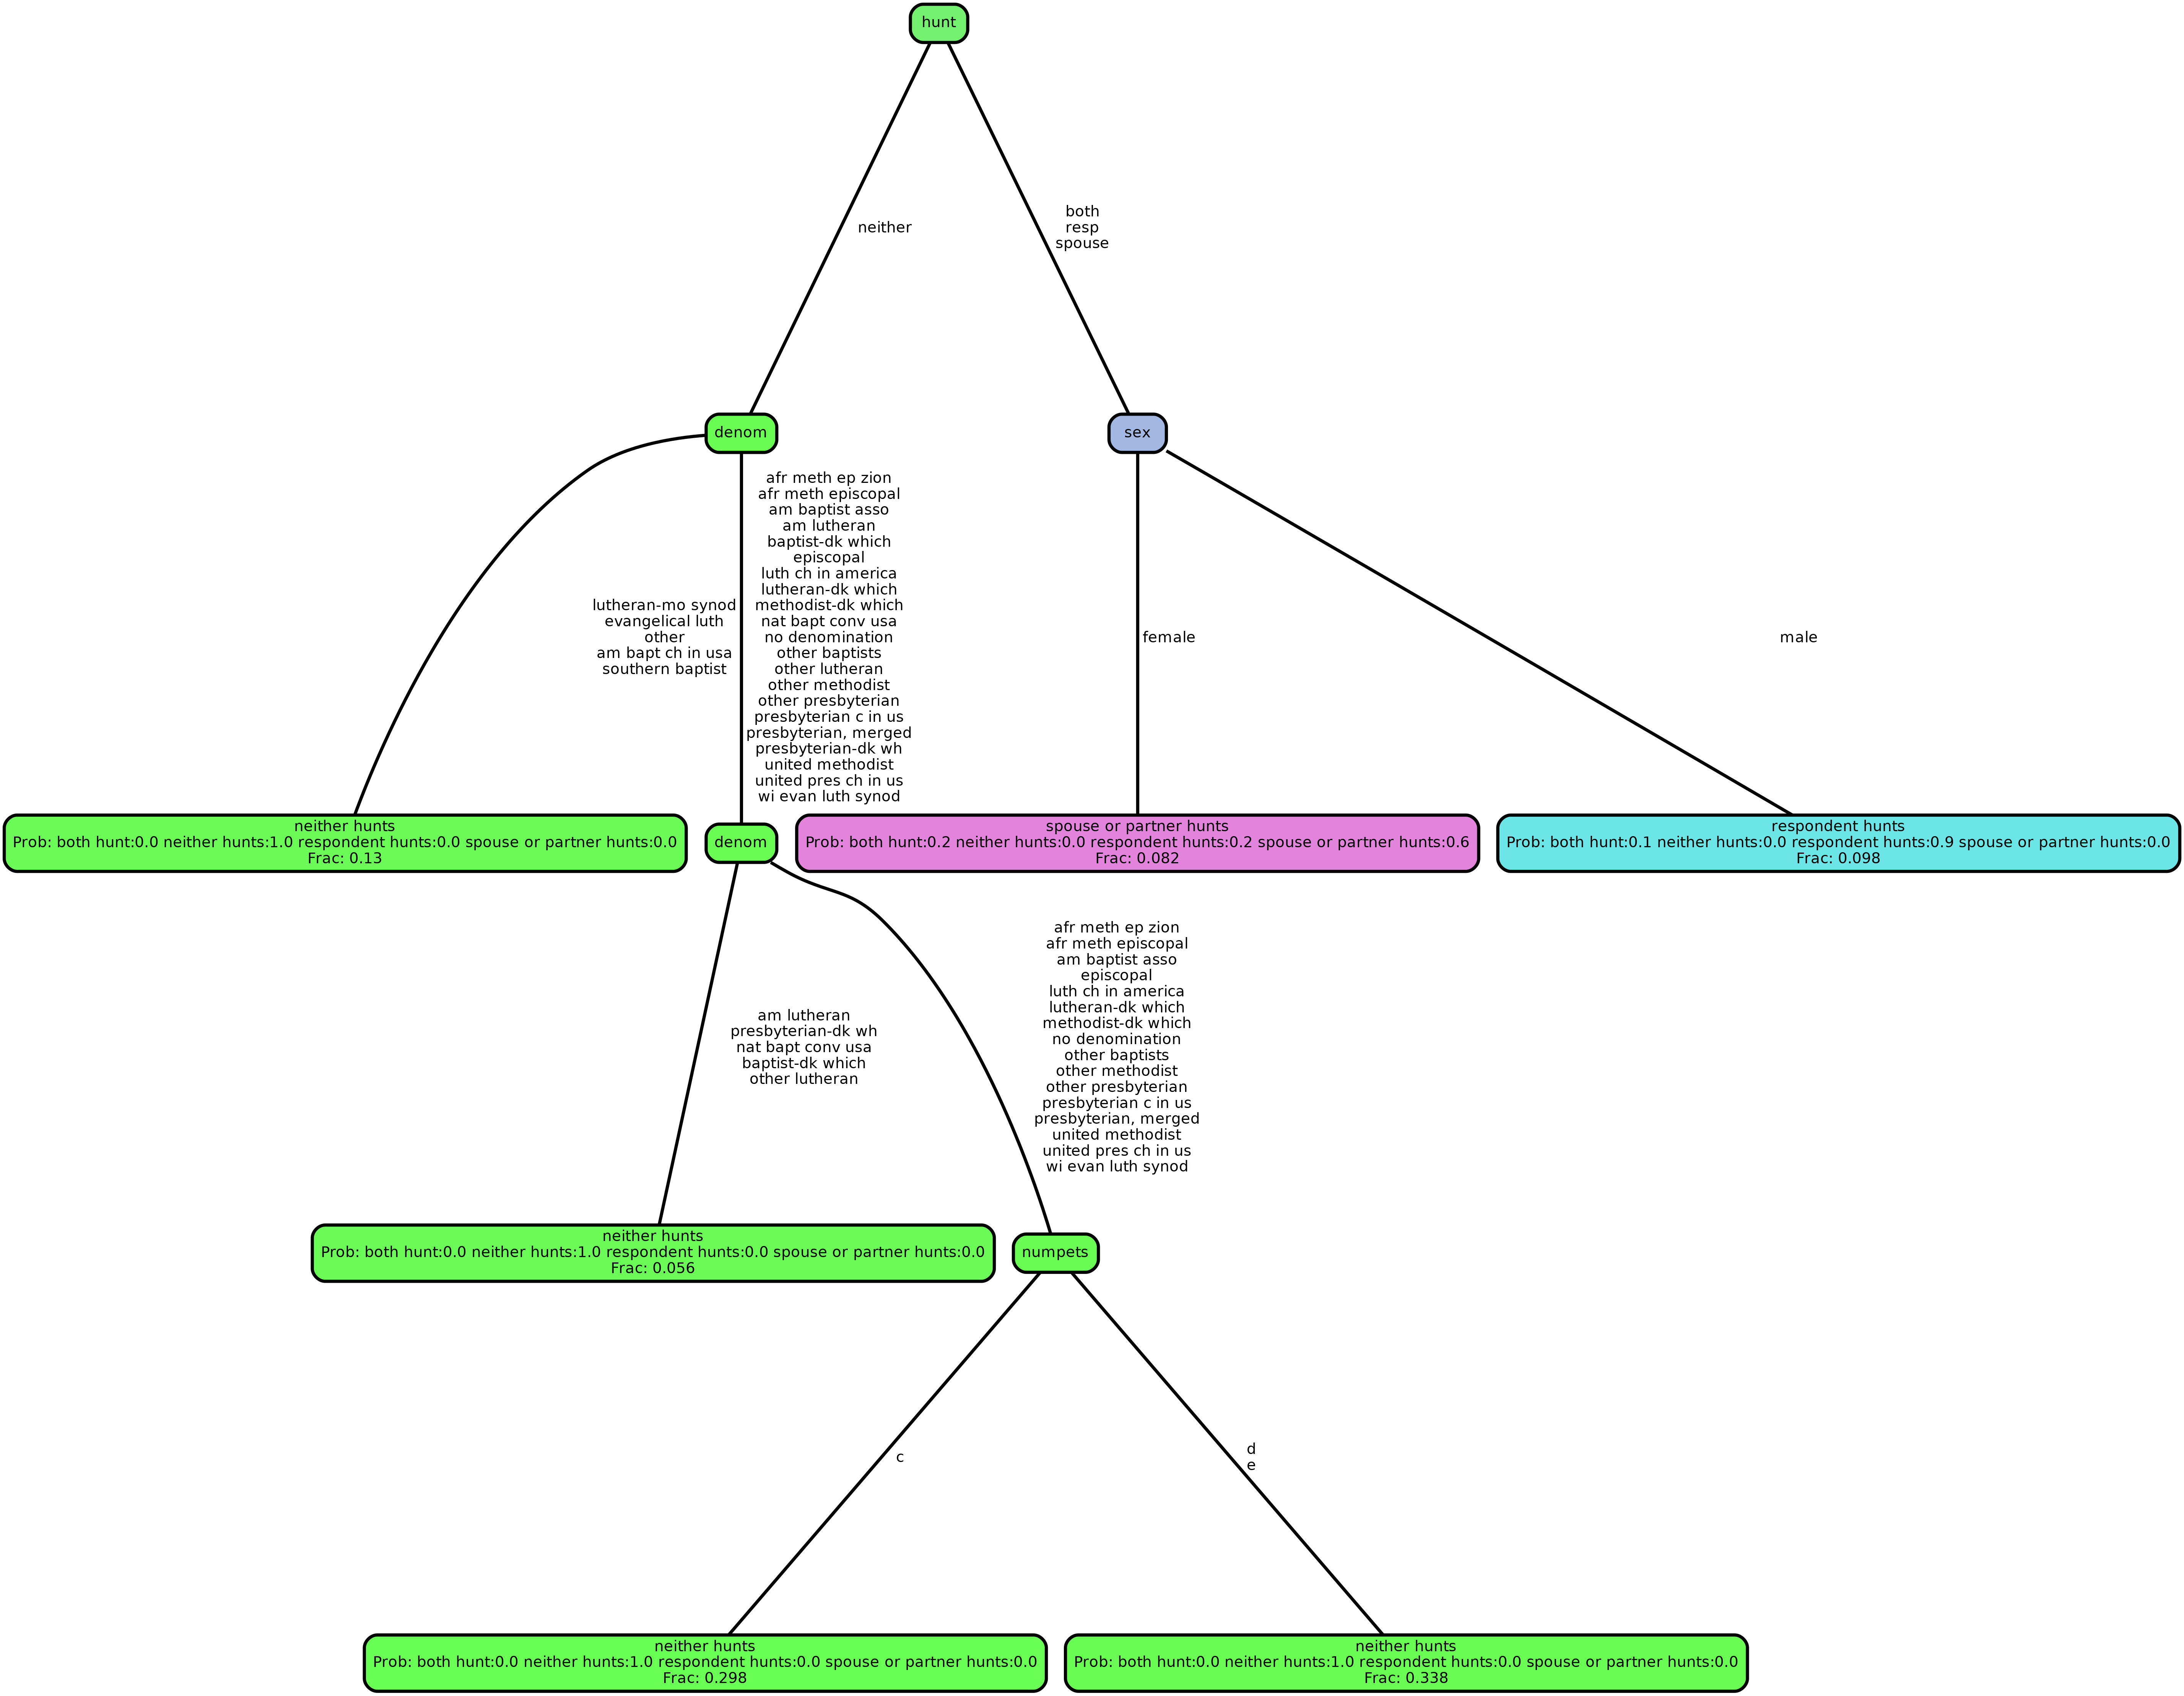 hunt
neither
both
resp
spouse
denom
sex
lutheran-mo synod
evangelical luth
other
am bapt ch in usa
southern baptist
afr meth ep zion
afr meth episcopal
am baptist asso
am lutheran
baptist-dk which
episcopal
luth ch in america
lutheran-dk which
methodist-dk which
nat bapt conv usa
no denomination
other baptists
other lutheran
other methodist
other presbyterian
presbyterian c in us
presbyterian, merged
presbyterian-dk wh
united methodist
united pres ch in us
wi evan luth synod
female
male
neither hunts
Prob: both hunt:0.0 neither hunts:1.0 respondent hunts:0.0 spouse or partner hunts:0.0
Frac: 0.13
denom
spouse or partner hunts
Prob: both hunt:0.2 neither hunts:0.0 respondent hunts:0.2 spouse or partner hunts:0.6
Frac: 0.082
respondent hunts
Prob: both hunt:0.1 neither hunts:0.0 respondent hunts:0.9 spouse or partner hunts:0.0
Frac: 0.098
am lutheran
presbyterian-dk wh
nat bapt conv usa
baptist-dk which
other lutheran
afr meth ep zion
afr meth episcopal
am baptist asso
episcopal
luth ch in america
lutheran-dk which
methodist-dk which
no denomination
other baptists
other methodist
other presbyterian
presbyterian c in us
presbyterian, merged
united methodist
united pres ch in us
wi evan luth synod
neither hunts
Prob: both hunt:0.0 neither hunts:1.0 respondent hunts:0.0 spouse or partner hunts:0.0
Frac: 0.056
numpets
c
d
e
neither hunts
Prob: both hunt:0.0 neither hunts:1.0 respondent hunts:0.0 spouse or partner hunts:0.0
Frac: 0.298
neither hunts
Prob: both hunt:0.0 neither hunts:1.0 respondent hunts:0.0 spouse or partner hunts:0.0
Frac: 0.338